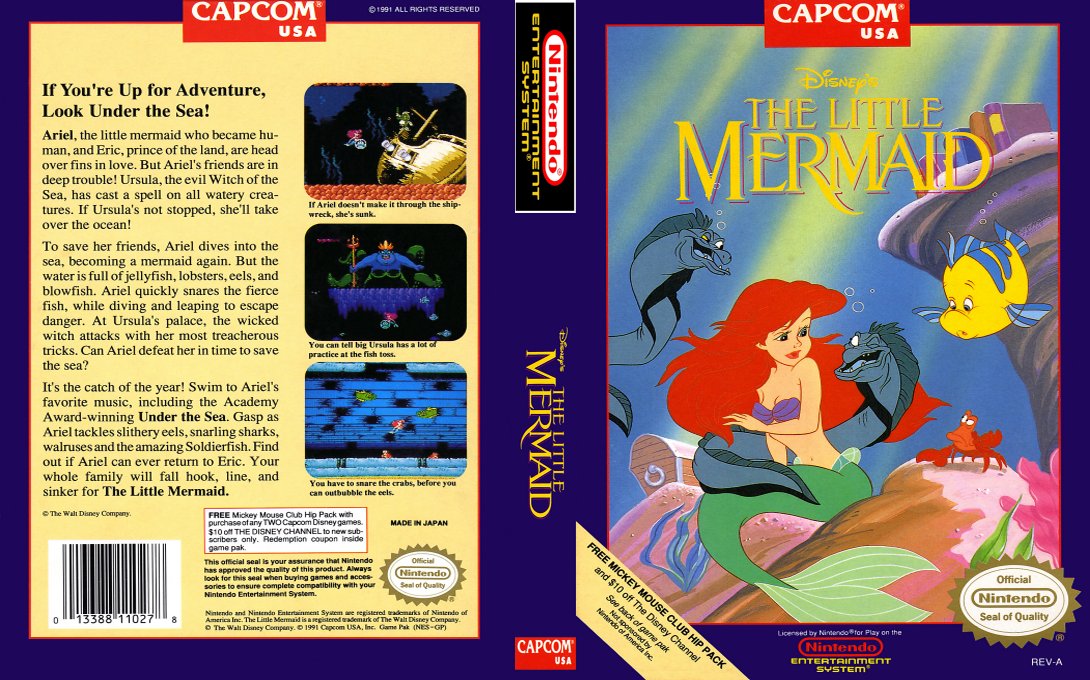 CAPCOM®
USA
© 1991 ALL RIGHTS RESERVED
If You're Up for Adventure,
Look Under the Sea!
Ariel, the little mermaid who became hu-
man, and Eric, prince of the land, are head
over fins in love. But Ariel's friends are in
deep trouble! Ursula, the evil Witch of the
Sea, has cast a spell on all watery crea-
tures. If Ursula's not stopped, she'll take
over the ocean!
To save her friends, Ariel dives into the
sea, becoming a mermaid again. But the
water is full of jellyfish, lobsters, eels, and
blowfish. Ariel quickly snares the fierce
fish, while diving and leaping to escape
danger. At Ursula's palace, the wicked
witch attacks with her most treacherous
tricks. Can Ariel defeat her in time to save
the sea?
It's the catch of the year! Swim to Ariel's
favorite music, including the Academy
Award-winning Under the Sea. Gasp as
Ariel tackles slithery eels, snarling sharks,
walruses and the amazing Soldierfish. Find
out if Ariel can ever return to Eric. Your
whole family will fall hook, line, and
sinker for The Little Mermaid.
© The Walt Disney Company.
If Ariel doesn't make it through the ship-
wreck, she's sunk.
You can tell big Ursula has a lot of
practice at the fish toss.
You have to snare the crabs, before you
can outbubble the eels.
FREE Mickey Mouse Club Hip Pack with
purchase of any TWO Capcom Disney games.
$10 off THE DISNEY CHANNEL to new sub-
scribers only. Redemption coupon inside
game pak.
MADE IN JAPAN
This official seal is your assurance that Nintendo
has approved the quality of this product. Always
look for this seal when buying games and acces-
sories to ensure complete compatibility with your
Nintendo Entertainment System.
Official
Nintendo
Seal of Quality
®
0 13388 11027 8
Nintendo and Nintendo Entertainment System are registered trademarks of Nintendo of
America Inc. The Little Mermaid is a registered trademark of The Walt Disney Company.
© The Walt Disney Company. © 1991 Capcom USA, Inc. Game Pak (NES-GP)
Nintendo®
ENTERTAINMENT
SYSTEM®
Disney's
THE LITTLE
MERMAID
CAPCOM®
USA
CAPCOM®
USA
Disney's
THE LITTLE
MERMAID
FREE MICKEY MOUSE CLUB HIP PACK
and $10 off The Disney Channel
See back of game pak
Not sponsored by
Nintendo of America Inc.
Licensed by Nintendo® for Play on the
Nintendo
ENTERTAINMENT
SYSTEM®
Official
Nintendo
Seal of Quality
®
REV-A